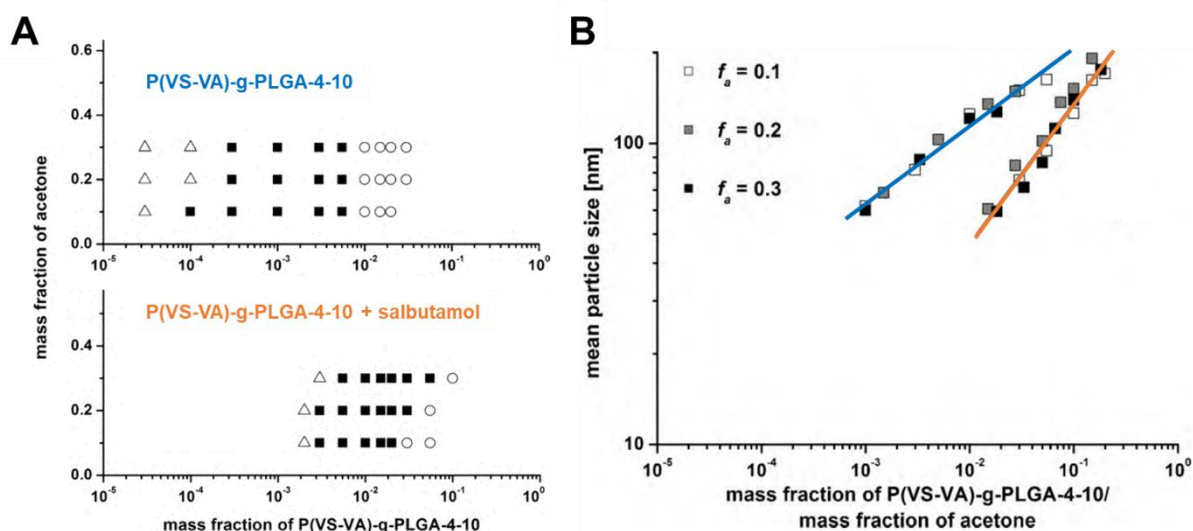 A
mass fraction of acetone
0.6
0.4
0.2
0.0
P(VS-VA)-g-PLGA-4-10
10-5
10-4
10-3
10-2
10-1
100
0.4
0.2
0.0
P(VS-VA)-g-PLGA-4-10 + salbutamol
10-5
10-4
10-3
10-2
10-1
100
mass fraction of P(VS-VA)-g-PLGA-4-10
B
mean particle size [nm]
100
10
fa = 0.1
fa = 0.2
fa = 0.3
10-5
10-4
10-3
10-2
10-1
100
mass fraction of P(VS-VA)-g-PLGA-4-10/
mass fraction of acetone